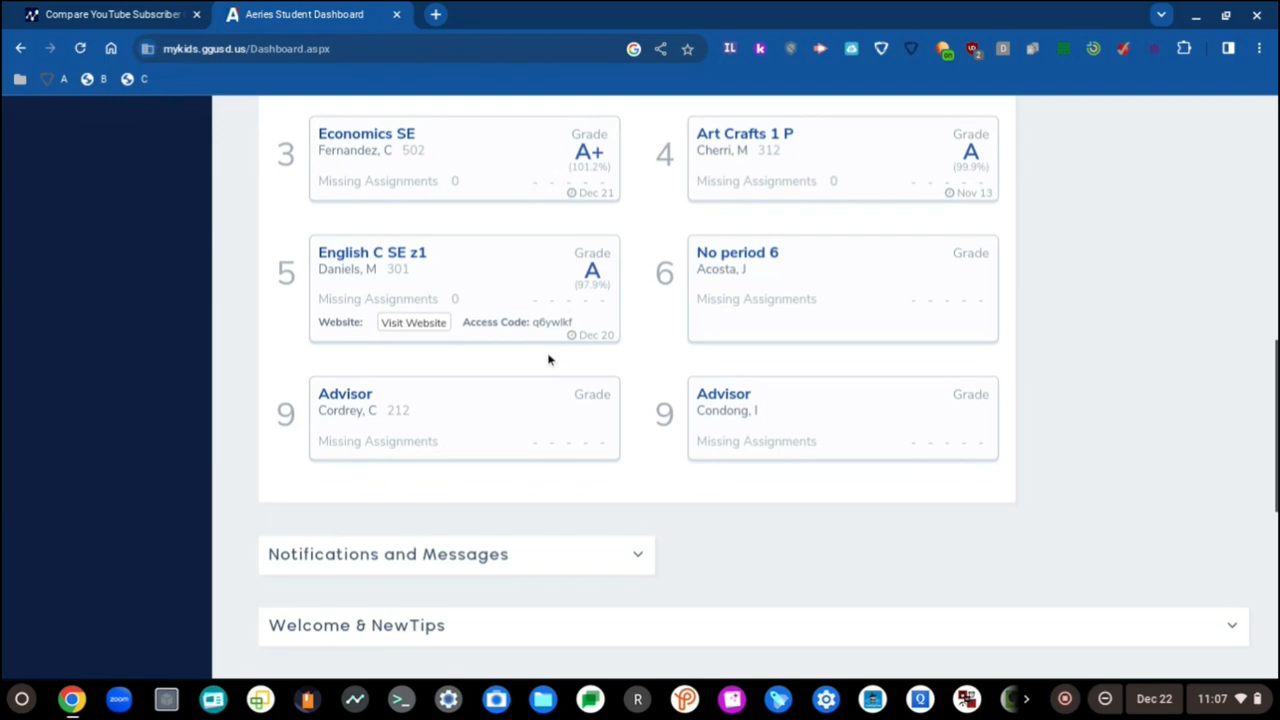 Compare YouTube Subscriber
Aeries Student Dashboard
mykids.ggusd.us/Dashboard.aspx
A B C
3
Economics SE
Fernandez, C 502
Grade
A+
(101.2%)
Missing Assignments 0
- - - - -
Dec 21
4
Art Crafts 1 P
Cherri, M 312
Grade
A
(99.9%)
Missing Assignments 0
- - - - -
Nov 13
5
English C SE z1
Daniels, M 301
Grade
A
(97.9%)
Missing Assignments 0
- - - - -
Website: Visit Website Access Code: q6ywlkf
Dec 20
6
No period 6
Acosta, J
Grade
Missing Assignments
- - - - -
9
Advisor
Cordrey, C 212
Grade
Missing Assignments
- - - - -
9
Advisor
Condong, I
Grade
Missing Assignments
- - - - -
Notifications and Messages
Welcome & NewTips
zoom
Dec 22
11:07